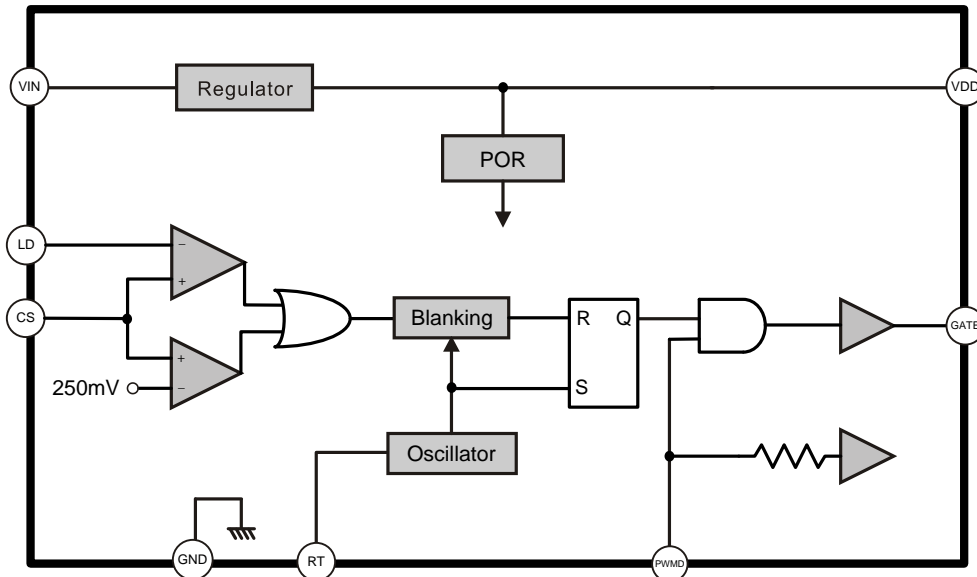 VIN
Regulator
VDD
POR
LD
−
+
CS
+
250mV
−
Blanking
R
Q
S
GATE
Oscillator
GND
RT
PWMD